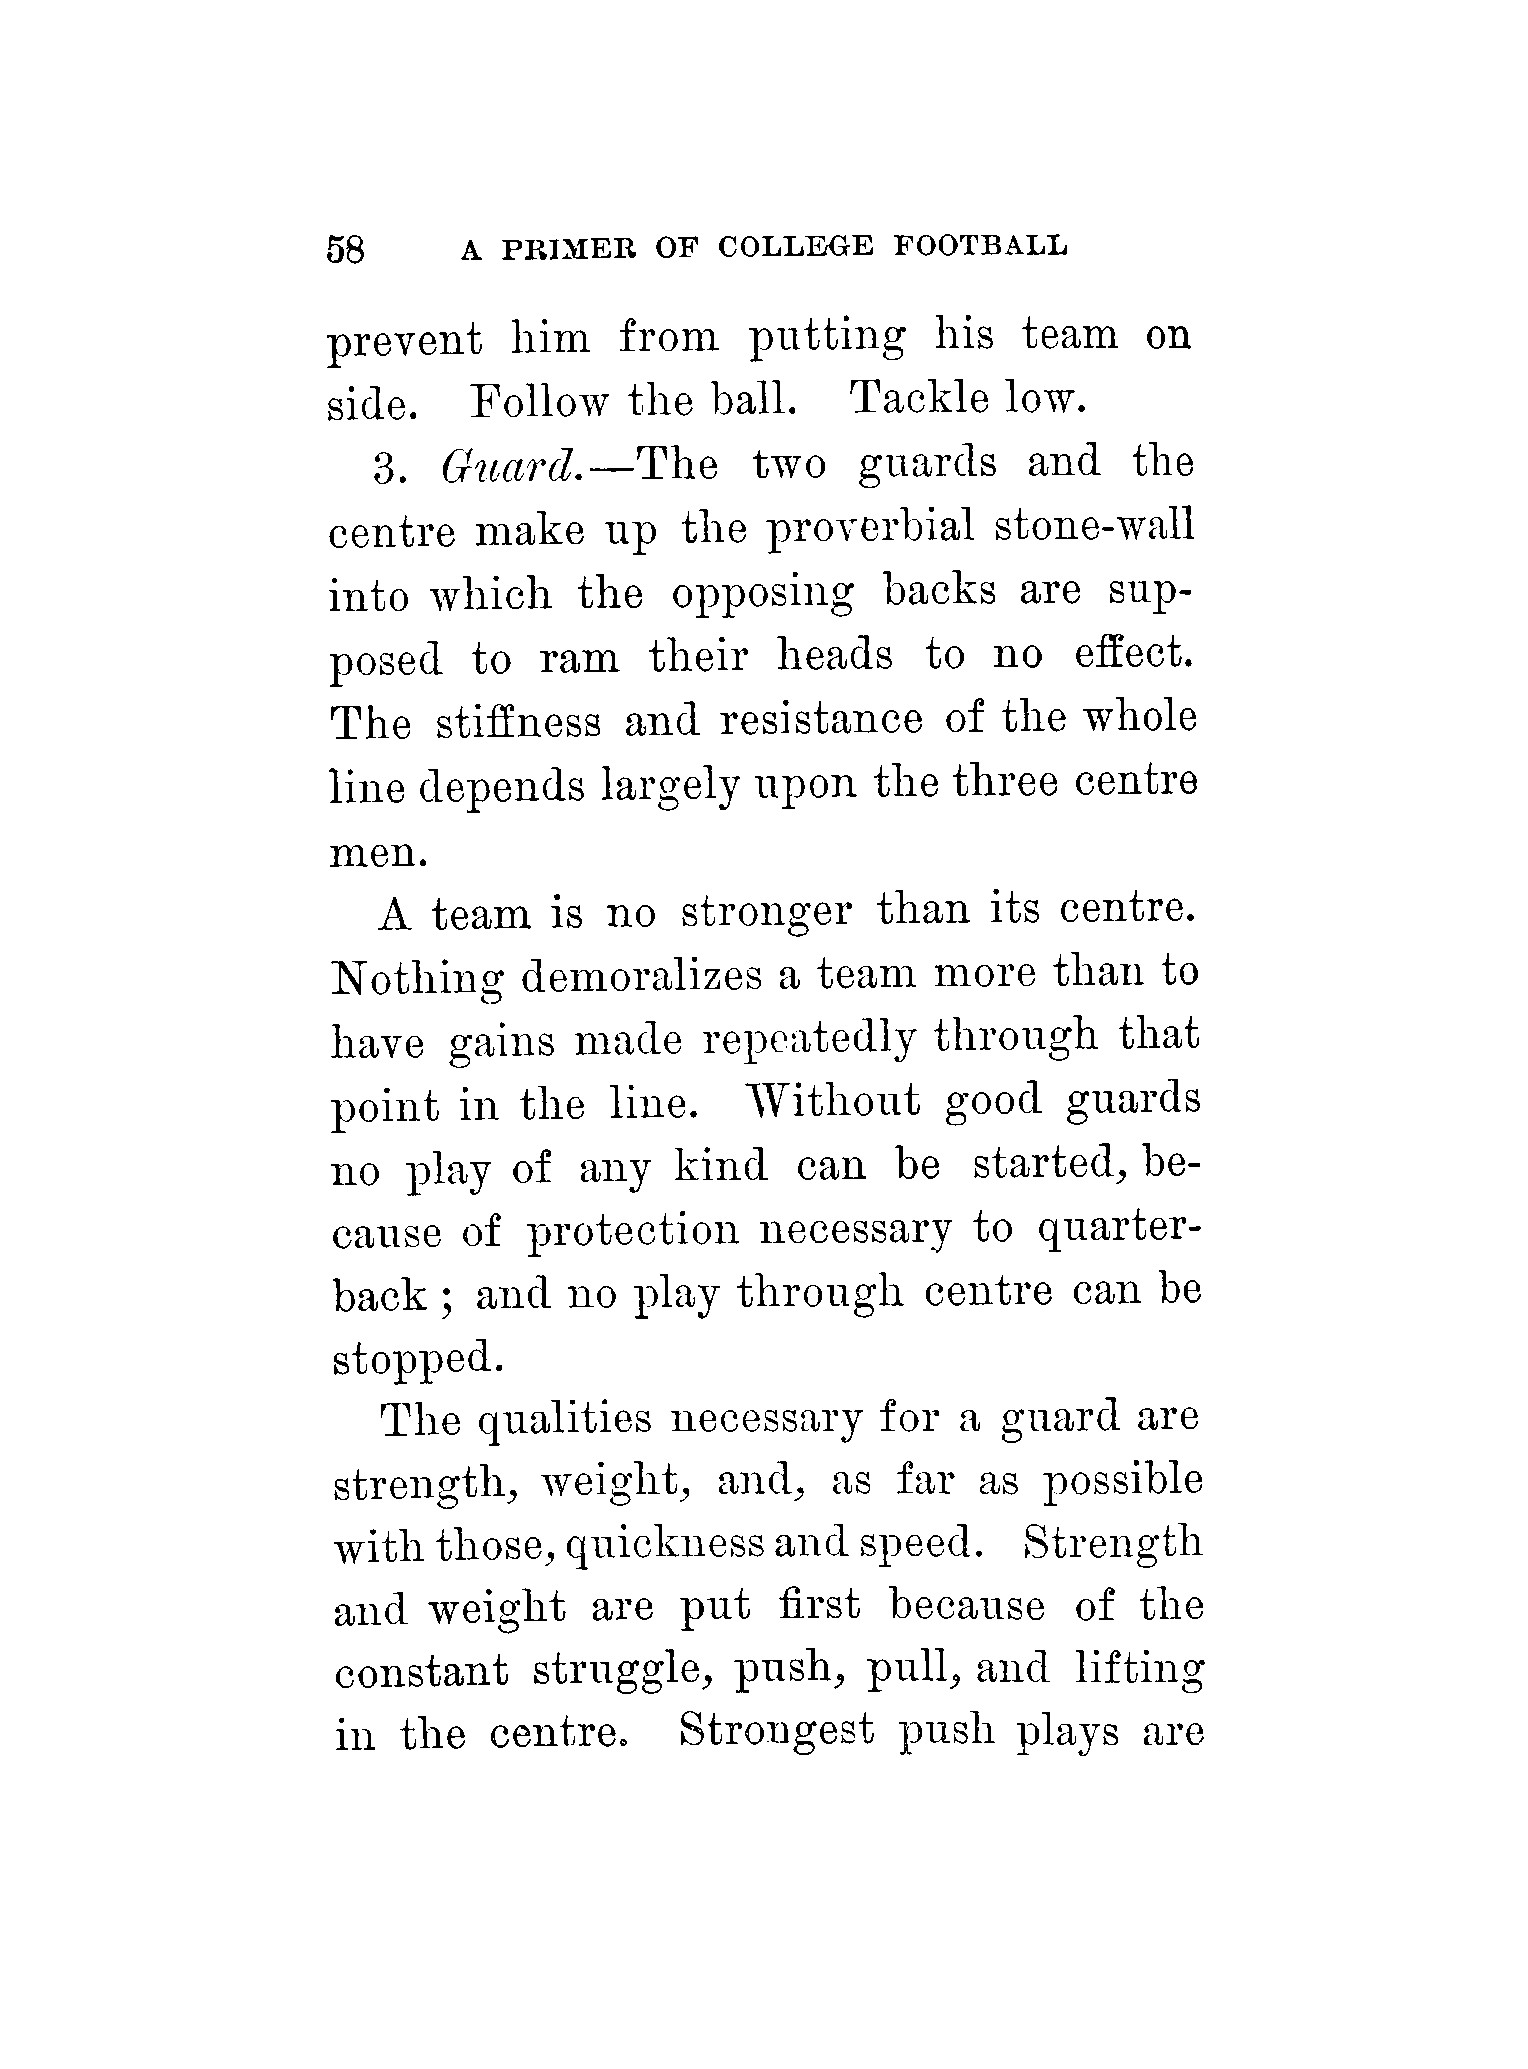 58 A PRIMER OF COLLEGE FOOTBALL
prevent him from putting his team on
side. Follow the ball. Tackle low.
3. Guard.—The two guards and the
centre make up the proverbial stone-wall
into which the opposing backs are sup-
posed to ram their heads to no effect.
The stiffness and resistance of the whole
line depends largely upon the three centre
men.
A team is no stronger than its centre.
Nothing demoralizes a team more than to
have gains made repeatedly through that
point in the line. Without good guards
no play of any kind can be started, be-
cause of protection necessary to quarter-
back ; and no play through centre can be
stopped.
The qualities necessary for a guard are
strength, weight, and, as far as possible
with those, quickness and speed. Strength
and weight are put first because of the
constant struggle, push, pull, and lifting
in the centre. Strongest push plays are